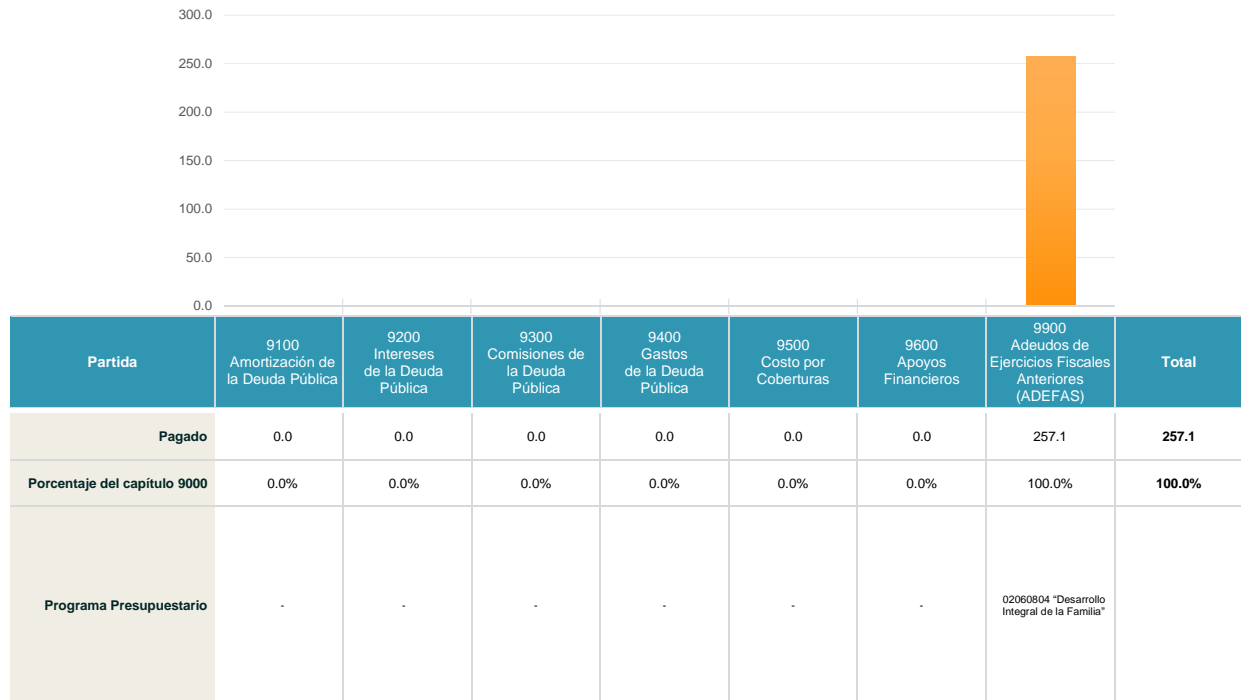 300.0
250.0
200.0
150.0
100.0
50.0
0.0
Partida
9100
Amortización de
la Deuda Pública
9200
Intereses
de la Deuda
Pública
9300
Comisiones de
la Deuda
Pública
9400
Gastos
de la Deuda
Pública
9500
Costo por
Coberturas
9600
Apoyos
Financieros
9900
Adeudos de
Ejercicios Fiscales
Anteriores
(ADEFAS)
Total
Pagado 0.0 0.0 0.0 0.0 0.0 0.0 257.1 257.1
Porcentaje del capítulo 9000 0.0% 0.0% 0.0% 0.0% 0.0% 0.0% 100.0% 100.0%
Programa Presupuestario - - - - - -
02060804 “Desarrollo
Integral de la Familia”